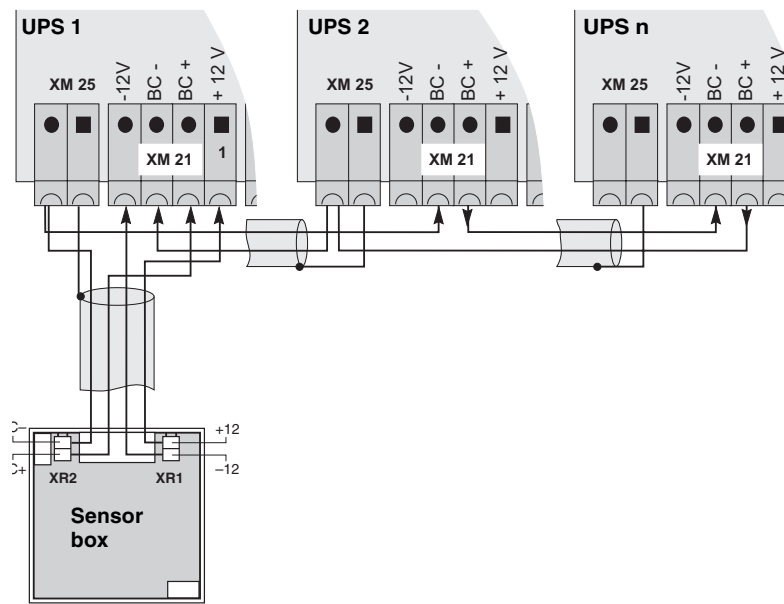 UPS 1
XM 25
-12V
BC -
BC +
+ 12 V
XM 21
1
UPS 2
XM 25
-12V
BC -
BC +
+ 12 V
XM 21
UPS n
XM 25
-12V
BC -
BC +
+ 12 V
XM 21
C–
C+
XR2
XR1
+12
–12
Sensor
box